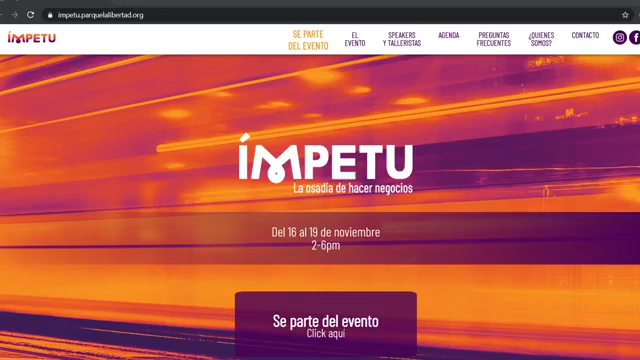 impetu.parquelalibertad.org
ÍMPETU
SE PARTE
DEL EVENTO
EL
EVENTO
SPEAKERS
Y TALLERISTAS
AGENDA
PREGUNTAS
FRECUENTES
¿QUIENES
SOMOS?
CONTACTO
ÍMPETU
La osadía de hacer negocios
Del 16 al 19 de noviembre
2-6pm
Se parte del evento
Click aquí